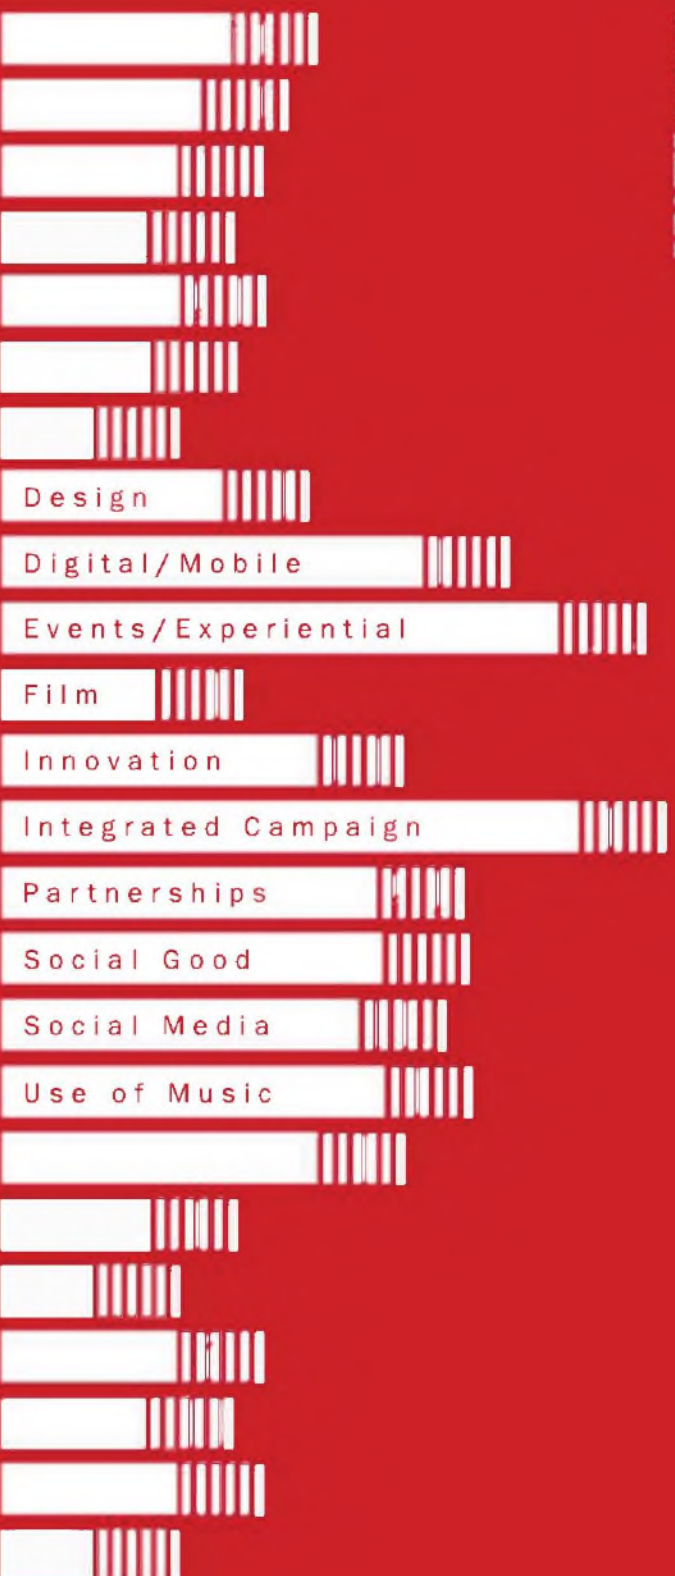 Design
Digital/Mobile
Events/Experiential
Film
Innovation
Integrated Campaign
Partnerships
Social Good
Social Media
Use of Music